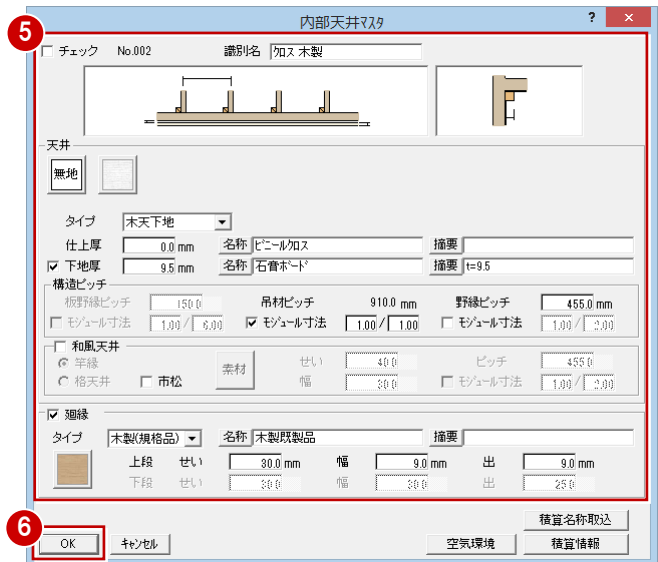 内部天井ﾏｽﾀ ? ×
5
チェック No.002 識別名 ｸﾛｽ 木製
天井
無地
タイプ 木天下地
仕上厚 0.0 mm 名称 ﾋﾞﾆｰﾙｸﾛｽ 摘要
下地厚 9.5 mm 名称 石膏ﾎﾞｰﾄﾞ 摘要 t=9.5
構造ピッチ
板野縁ピッチ 150.0 吊材ピッチ 910.0 mm 野縁ピッチ 455.0 mm
モジュール寸法 1.00 / 6.00 モジュール寸法 1.00 / 1.00 モジュール寸法 1.00 / 2.00
和風天井
竿縁 素材 せい 40.0 ピッチ 455.0
格天井 市松 幅 30.0 モジュール寸法 1.00 / 2.00
廻縁
タイプ 木製(規格品) 名称 木製既製品 摘要
上段 せい 30.0 mm 幅 9.0 mm 出 9.0 mm
下段 せい 30.0 幅 30.0 出 25.0
積算名称取込
6
OK ｷｬﾝｾﾙ 空気環境 積算情報